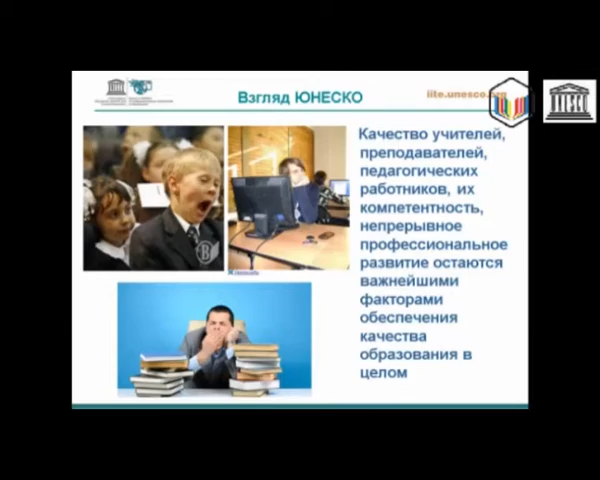 Взгляд ЮНЕСКО
iite.unesco.org
Качество учителей,
преподавателей,
педагогических
работников, их
компетентность,
непрерывное
профессиональное
развитие остаются
важнейшими
факторами
обеспечения
качества
образования в
целом